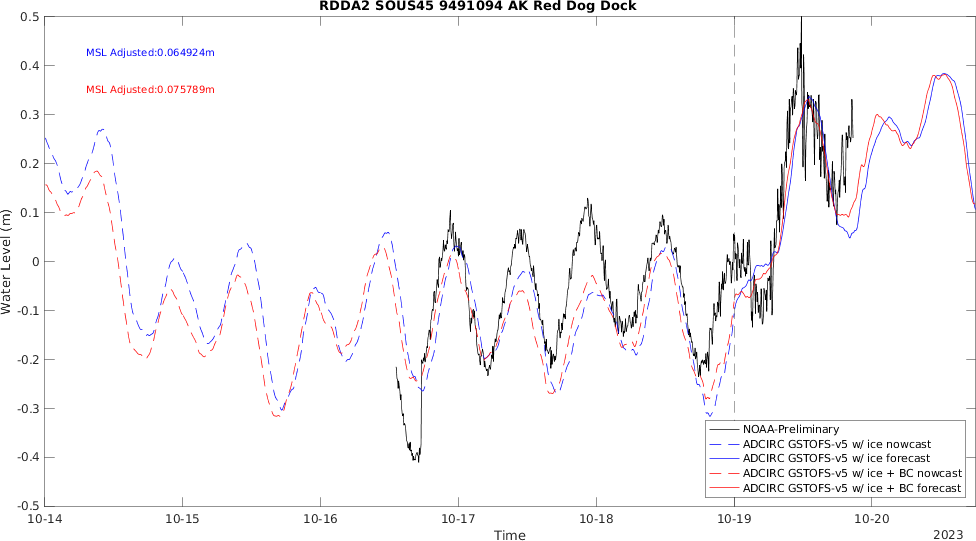 RDDA2 SOUS45 9491094 AK Red Dog Dock
MSL Adjusted:0.064924m
MSL Adjusted:0.075789m
Water Level (m)
0.5
0.4
0.3
0.2
0.1
0
-0.1
-0.2
-0.3
-0.4
-0.5
NOAA-Preliminary
ADCIRC GSTOFS-v5 w/ ice nowcast
ADCIRC GSTOFS-v5 w/ ice forecast
ADCIRC GSTOFS-v5 w/ ice + BC nowcast
ADCIRC GSTOFS-v5 w/ ice + BC forecast
10-14 10-15 10-16 10-17 10-18 10-19 10-20
Time
2023